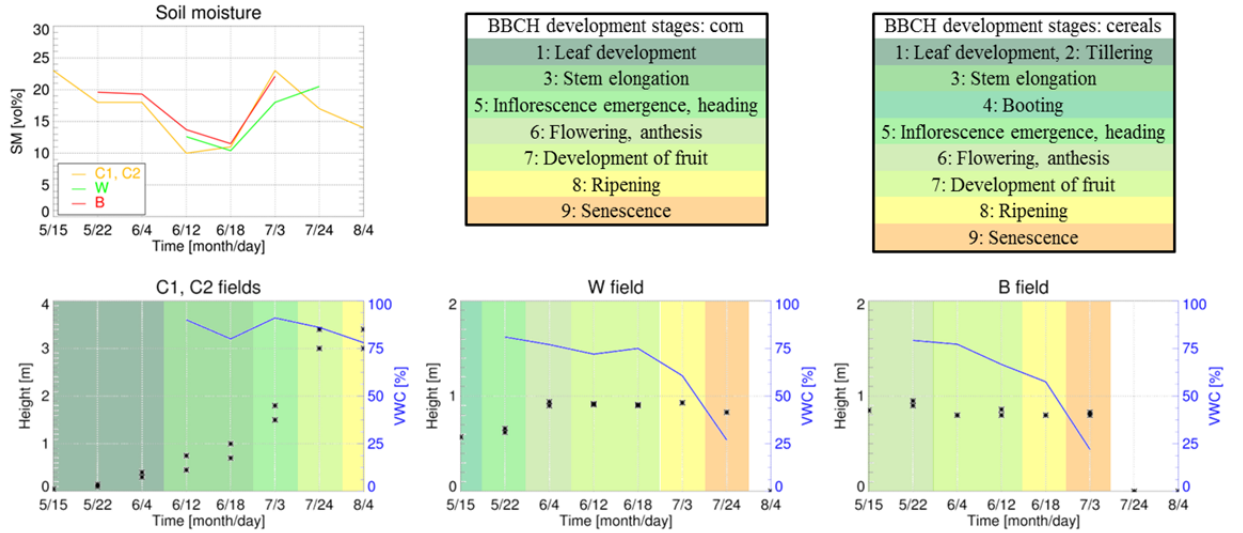 Soil moisture
30
25
20
15
10
5
0
SM [vol%]
C1, C2
W
B
5/15 5/22 6/4 6/12 6/18 7/3 7/24 8/4
Time [month/day]
BBCH development stages: corn
1: Leaf development
3: Stem elongation
5: Inflorescence emergence, heading
6: Flowering, anthesis
7: Development of fruit
8: Ripening
9: Senescence
BBCH development stages: cereals
1: Leaf development, 2: Tillering
3: Stem elongation
4: Booting
5: Inflorescence emergence, heading
6: Flowering, anthesis
7: Development of fruit
8: Ripening
9: Senescence
C1, C2 fields
4
3
2
1
0
Height [m]
100
75
50
25
0
VWC [%]
5/15 5/22 6/4 6/12 6/18 7/3 7/24 8/4
Time [month/day]
W field
2
1
0
Height [m]
100
75
50
25
0
VWC [%]
5/15 5/22 6/4 6/12 6/18 7/3 7/24 8/4
Time [month/day]
B field
2
1
0
Height [m]
100
75
50
25
0
VWC [%]
5/15 5/22 6/4 6/12 6/18 7/3 7/24 8/4
Time [month/day]